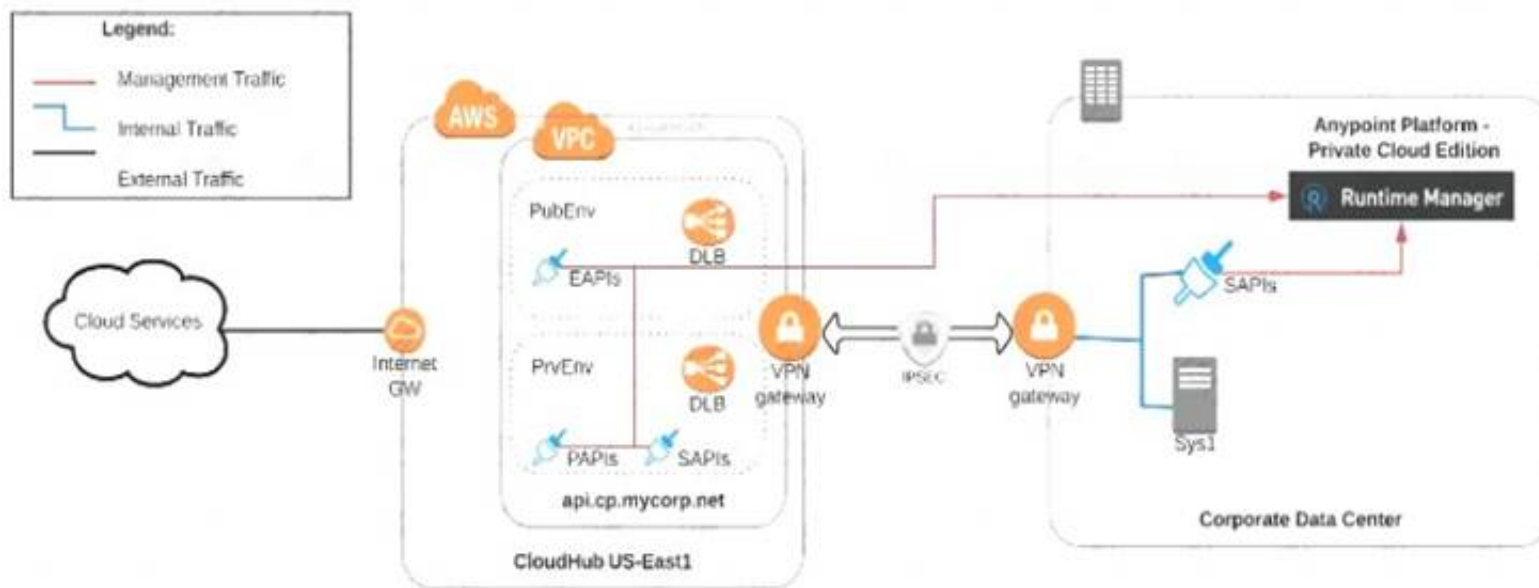 Legend:
Management Traffic
Internal Traffic
External Traffic
AWS
VPC
Anypoint Platform -
Private Cloud Edition
Runtime Manager
PubEnv
DLB
EAPIs
SAPIs
Cloud Services
Internet
GW
PrvEnv
DLB
VPN
gateway
IPSEC
VPN
gateway
PAPIs
SAPIs
Sys1
api.cp.mycorp.net
Corporate Data Center
CloudHub US-East1